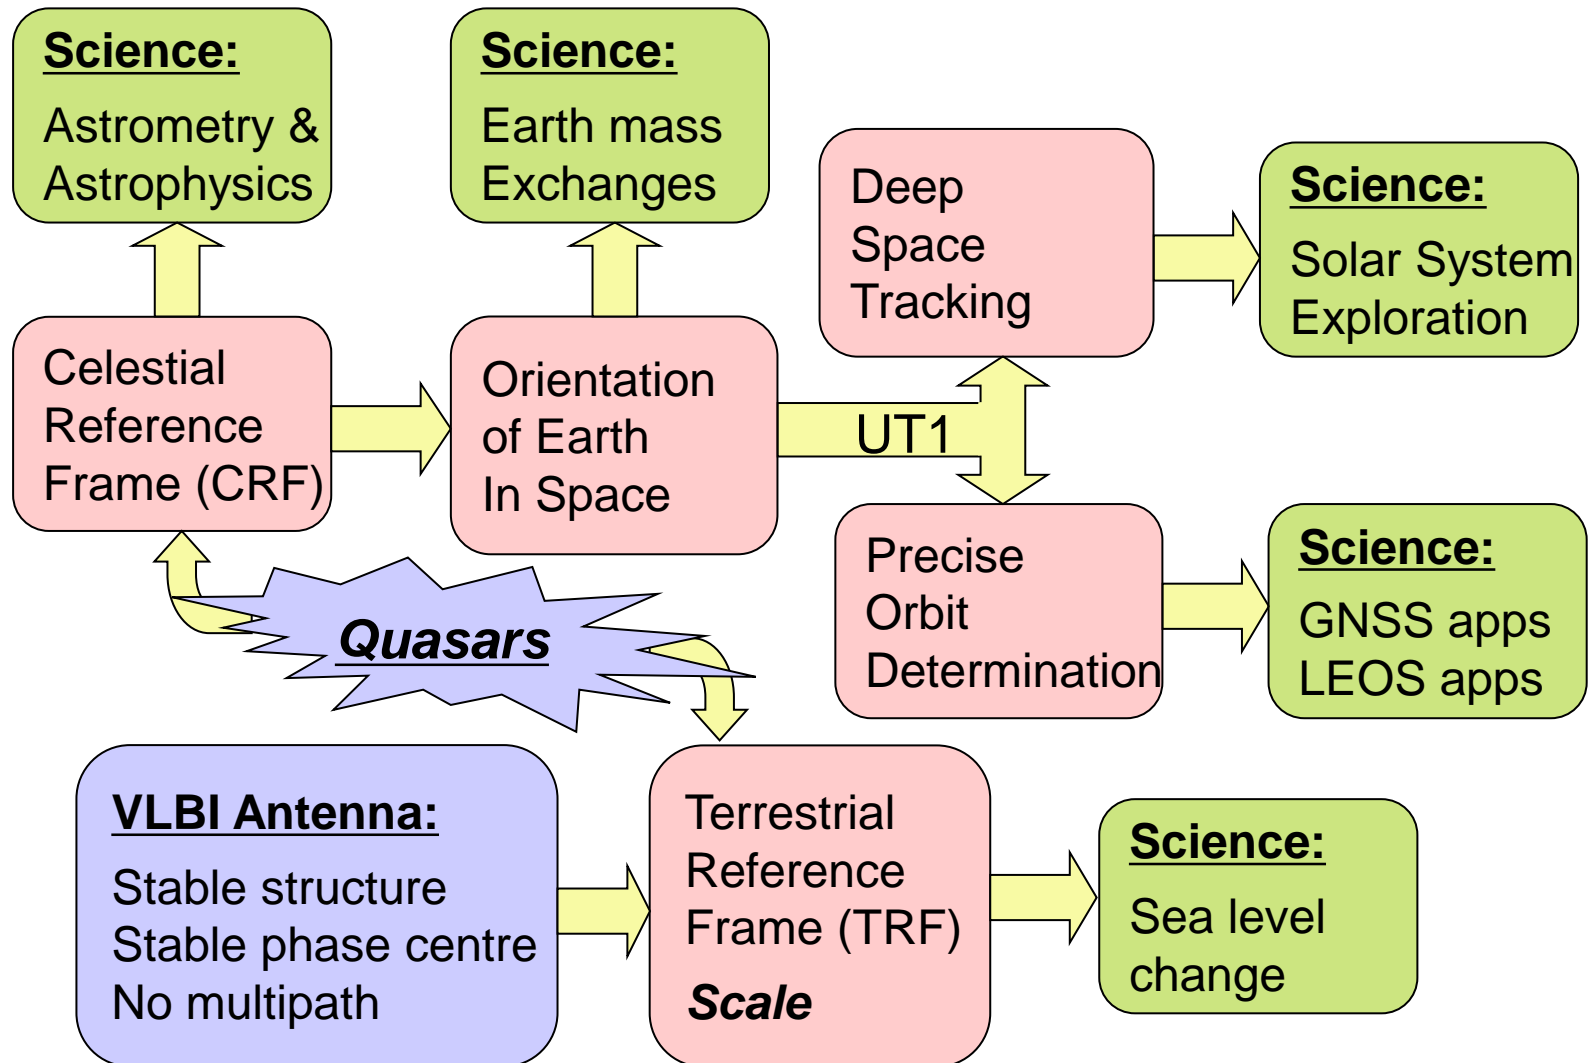 Science:
Astrometry &
Astrophysics
Science:
Earth mass
Exchanges
Deep
Space
Tracking
Science:
Solar System
Exploration
Celestial
Reference
Frame (CRF)
Orientation
of Earth
In Space
UT1
Precise
Orbit
Determination
Science:
GNSS apps
LEOS apps
Quasars
VLBI Antenna:
Stable structure
Stable phase centre
No multipath
Terrestrial
Reference
Frame (TRF)
Scale
Science:
Sea level
change